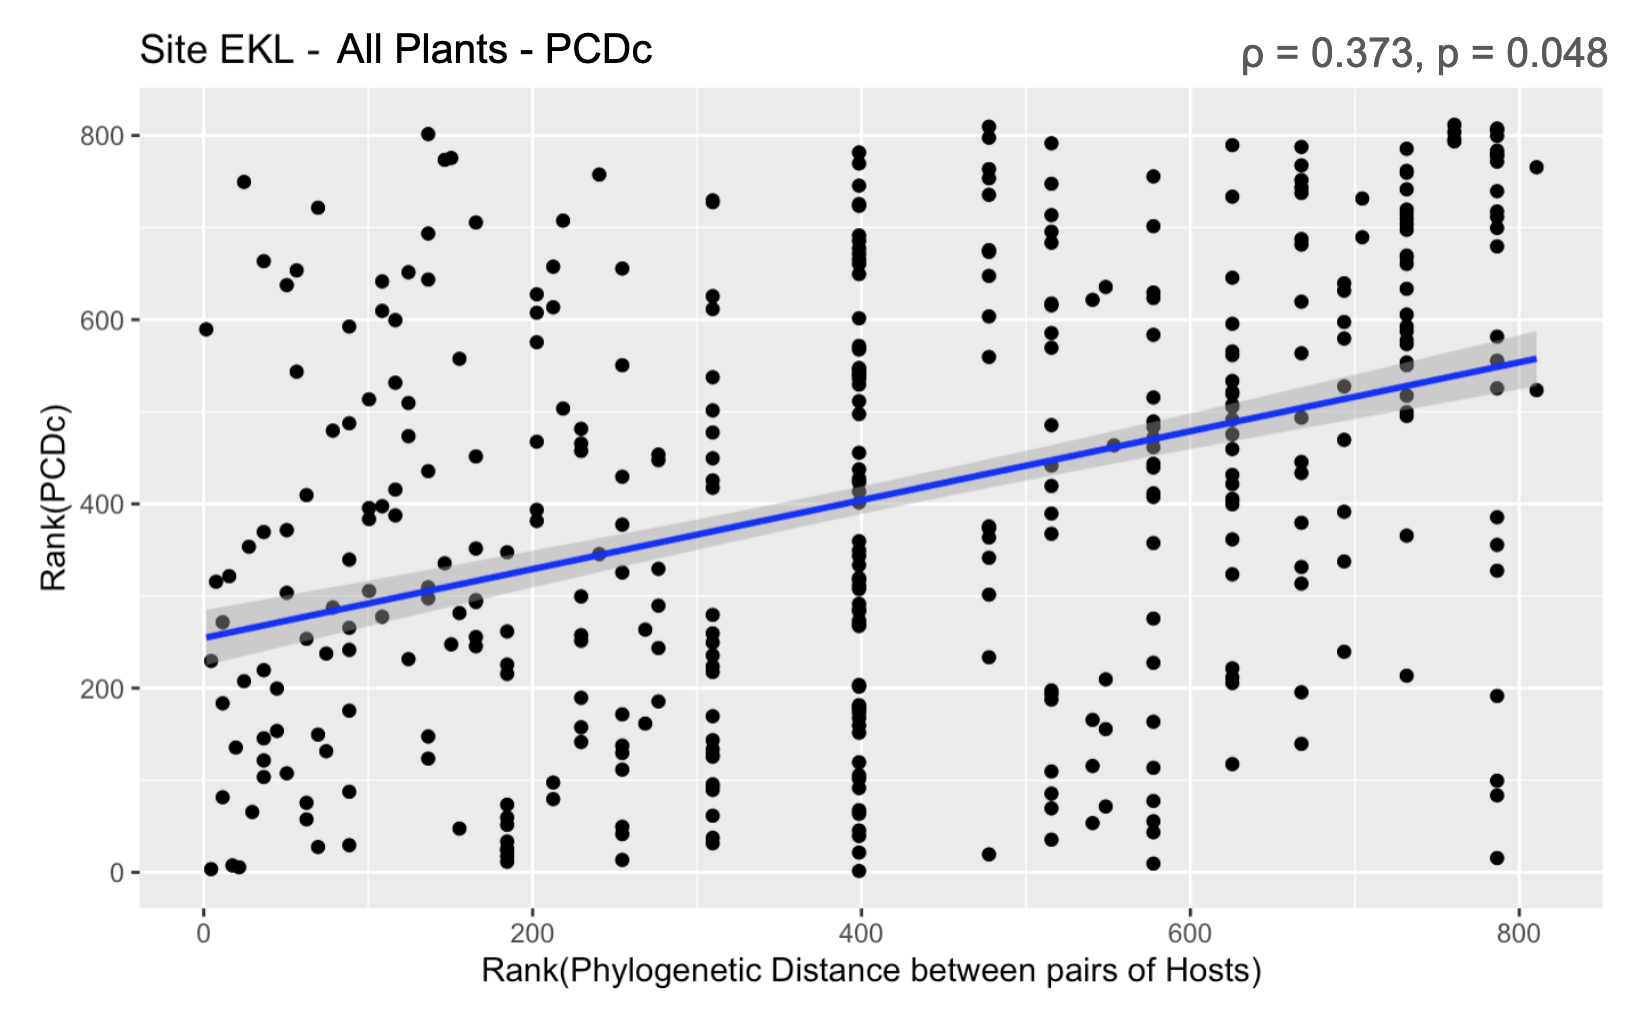 Site EKL - All Plants - PCDc
ρ = 0.373, p = 0.048
Rank(PCDc)
800
600
400
200
0
0 200 400 600 800
Rank(Phylogenetic Distance between pairs of Hosts)